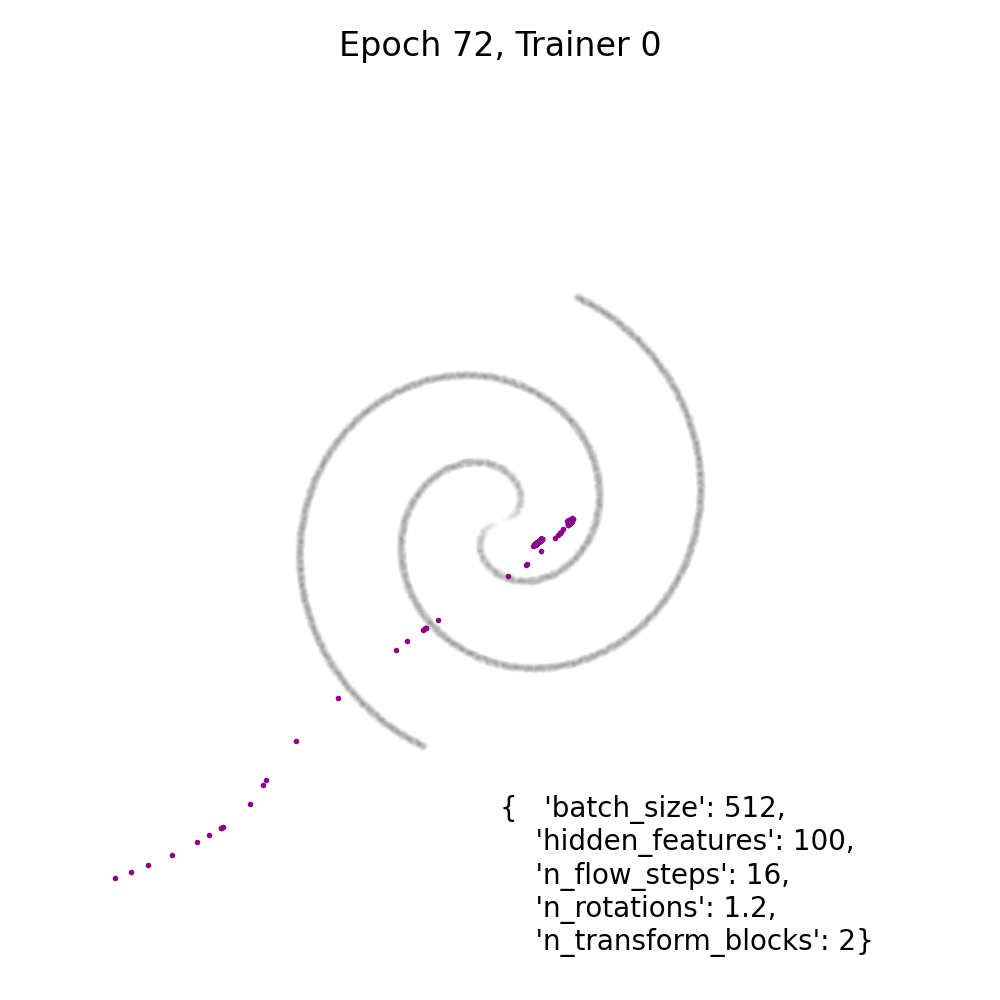 Epoch 72, Trainer 0
{   'batch_size': 512,
'hidden_features': 100,
'n_flow_steps': 16,
'n_rotations': 1.2,
'n_transform_blocks': 2}